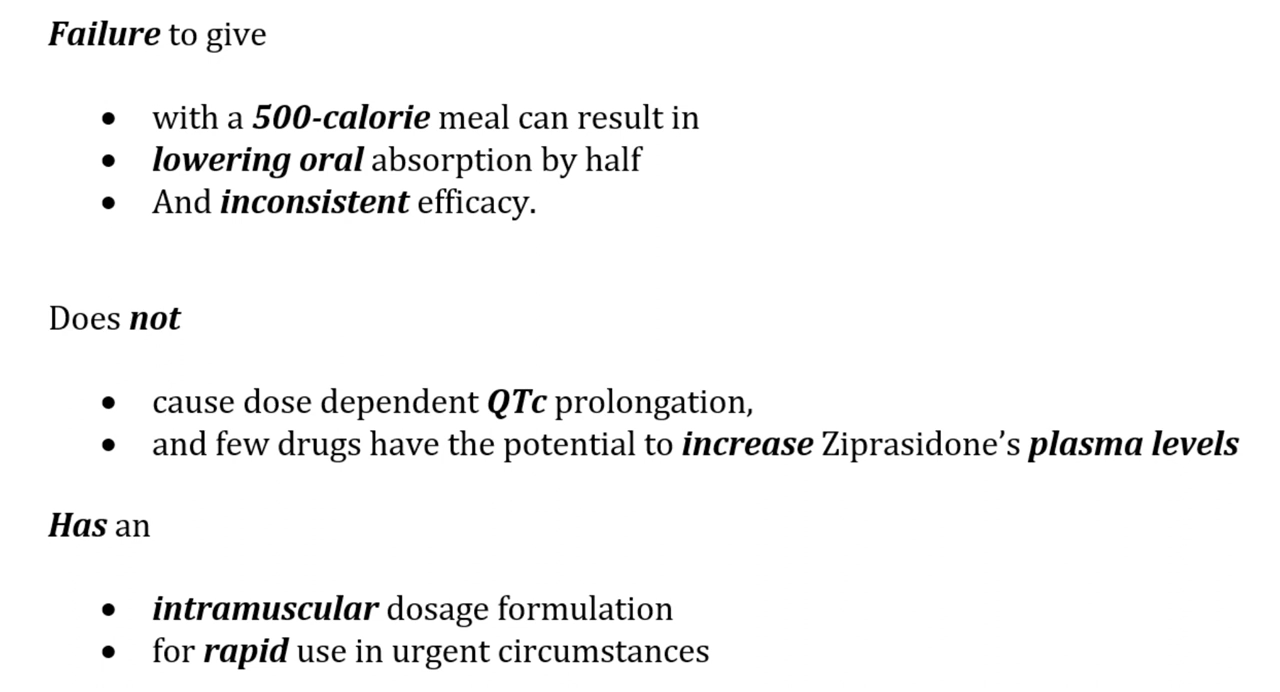 Failure to give
• with a 500-calorie meal can result in
• lowering oral absorption by half
• And inconsistent efficacy.
Does not
• cause dose dependent QTc prolongation,
• and few drugs have the potential to increase Ziprasidone’s plasma levels
Has an
• intramuscular dosage formulation
• for rapid use in urgent circumstances